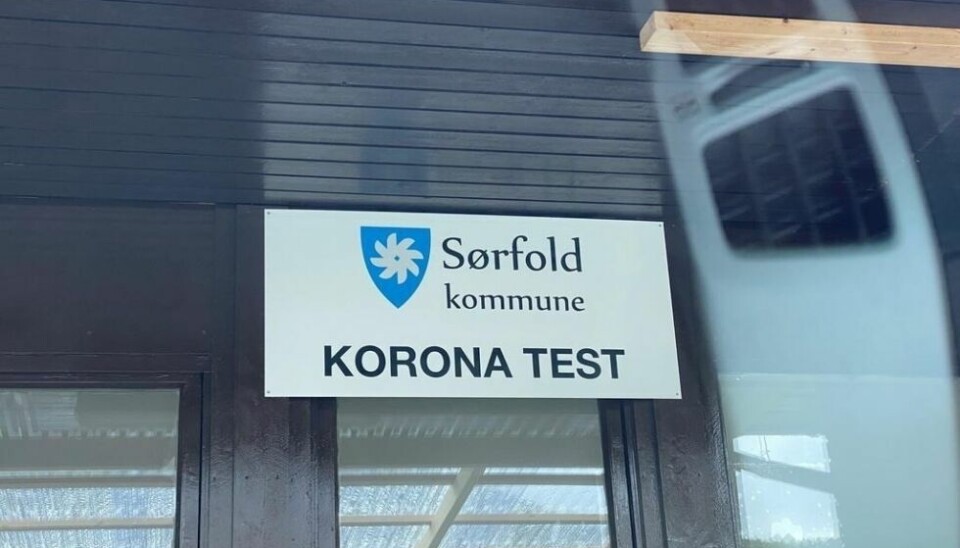 Sørfold
kommune
KORONA TEST